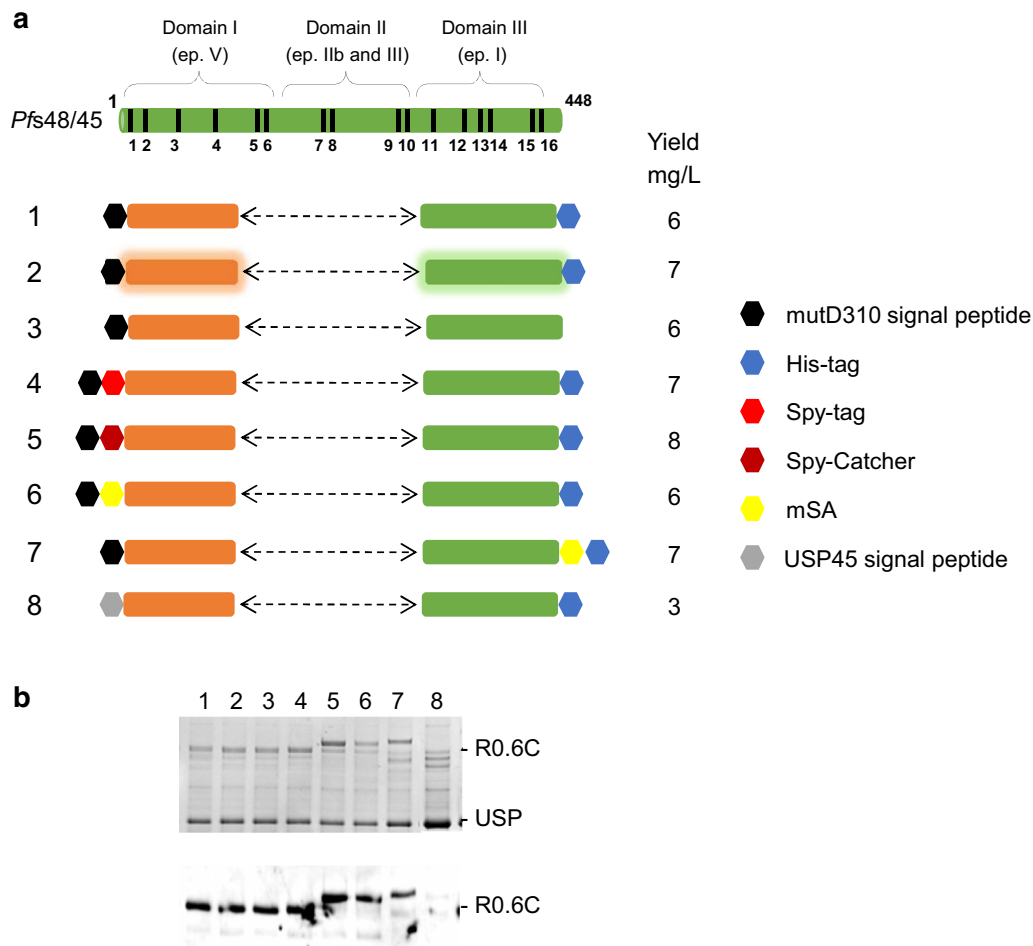 a
Domain I
(ep. V)
Domain II
(ep. IIb and III)
Domain III
(ep. I)
1
448
Pfs48/45
1 2 3 4 5 6 7 8 9 10 11 12 13 14 15 16
Yield
mg/L
1 6
2 7
3 6
4 7
5 8
6 6
7 7
8 3
mutD310 signal peptide
His-tag
Spy-tag
Spy-Catcher
mSA
USP45 signal peptide
b
1 2 3 4 5 6 7 8
- R0.6C
- USP
- R0.6C